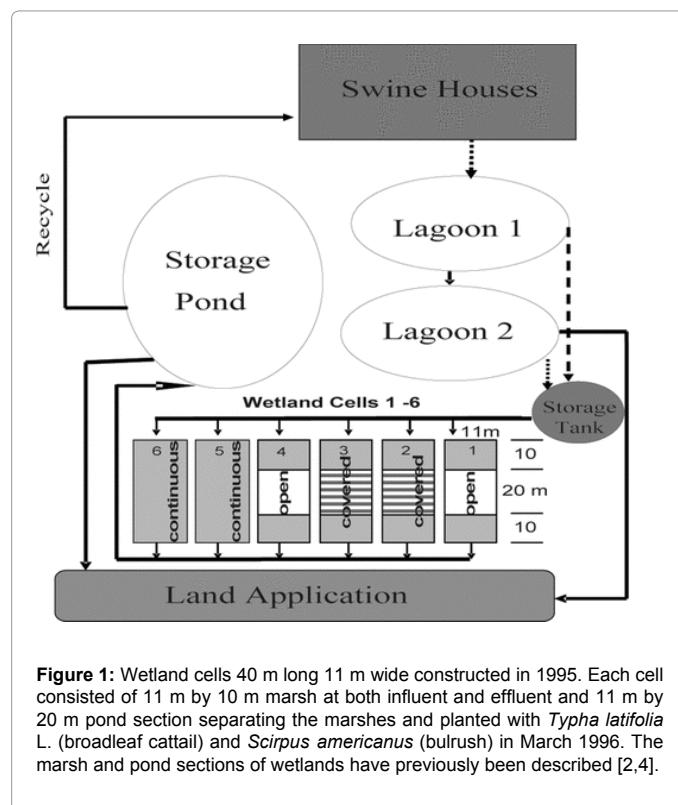 Swine Houses
Recycle
Lagoon 1
Storage
Pond
Lagoon 2
Wetland Cells 1 -6
Storage
Tank
11m
6
continuous
5
continuous
4
open
3
covered
2
covered
1
open
10
20 m
10
Land Application
Figure 1: Wetland cells 40 m long 11 m wide constructed in 1995. Each cell
consisted of 11 m by 10 m marsh at both influent and effluent and 11 m by
20 m pond section separating the marshes and planted with Typha latifolia
L. (broadleaf cattail) and Scirpus americanus (bulrush) in March 1996. The
marsh and pond sections of wetlands have previously been described [2,4].